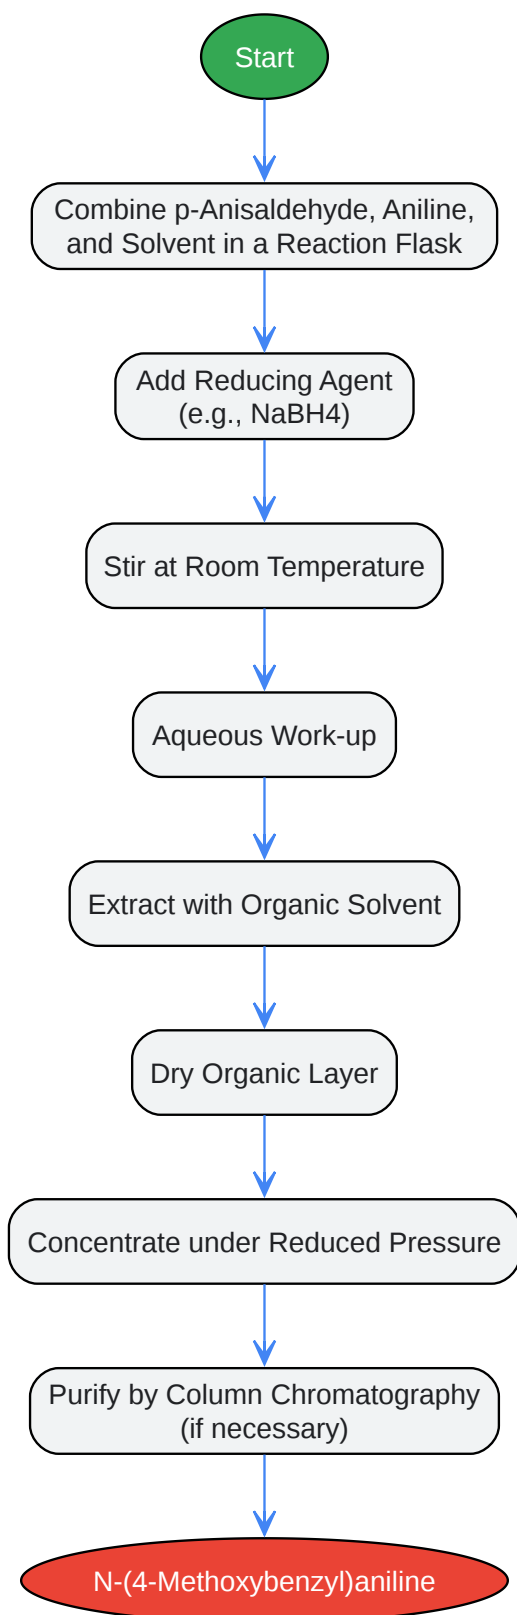 Start
Combine p-Anisaldehyde, Aniline,
and Solvent in a Reaction Flask
Add Reducing Agent
(e.g., NaBH4)
Stir at Room Temperature
Aqueous Work-up
Extract with Organic Solvent
Dry Organic Layer
Concentrate under Reduced Pressure
Purify by Column Chromatography
(if necessary)
N-(4-Methoxybenzyl)aniline